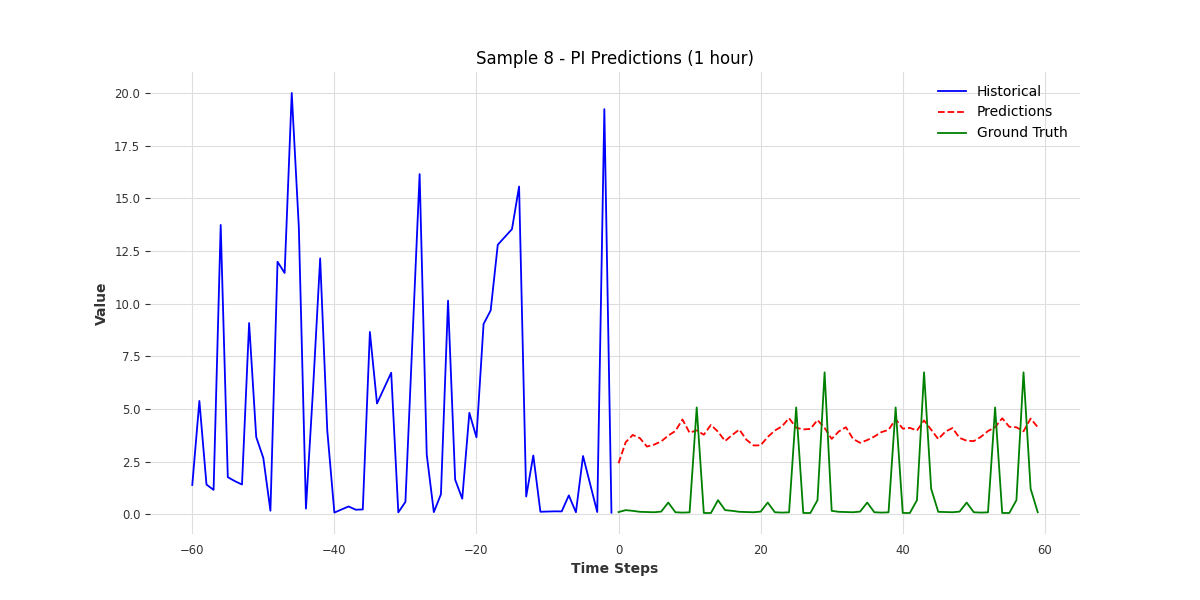 Sample 8 - PI Predictions (1 hour)
Historical
Predictions
Ground Truth
20.0
17.5
15.0
12.5
10.0
7.5
5.0
2.5
0.0
Value
−60
−40
−20
0
20
40
60
Time Steps